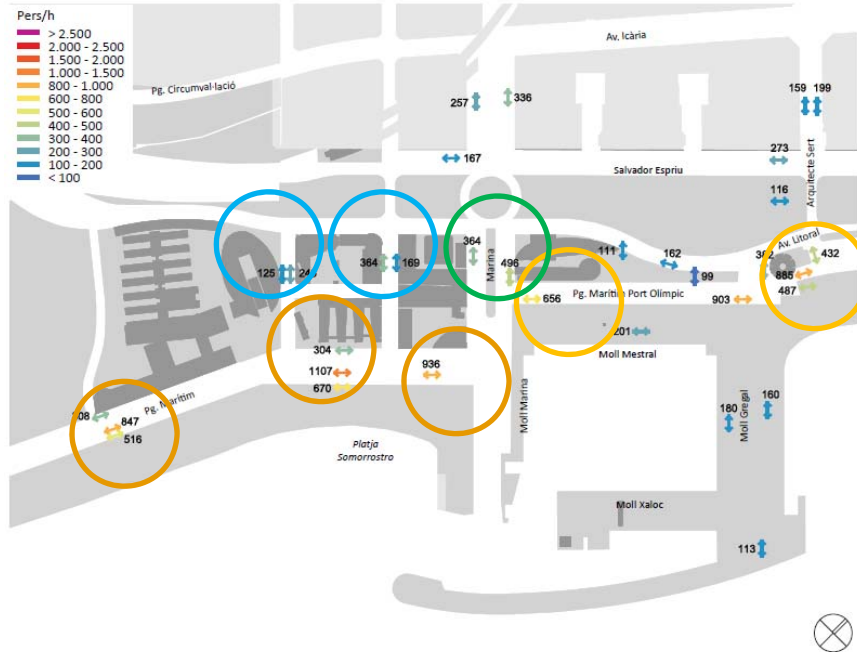 Pers/h
> 2.500
2.000 - 2.500
1.500 - 2.000
1.000 - 1.500
800 - 1.000
600 - 800
500 - 600
400 - 500
300 - 400
200 - 300
100 - 200
< 100
Av. Icària
Pg. Circumval·lació
257
336
159
199
167
273
Salvador Espriu
Arquitecte Sert
116
Av. Litoral
364
Marina
111
432
125
364
169
496
162
99
885
487
656
Pg. Marítim Port Olímpic
903
201
Moll Mestral
304
936
1107
670
Pg. Marítim
Moll Marina
847
516
180
160
Moll Gregal
Platja
Somorrostro
Moll Xaloc
113